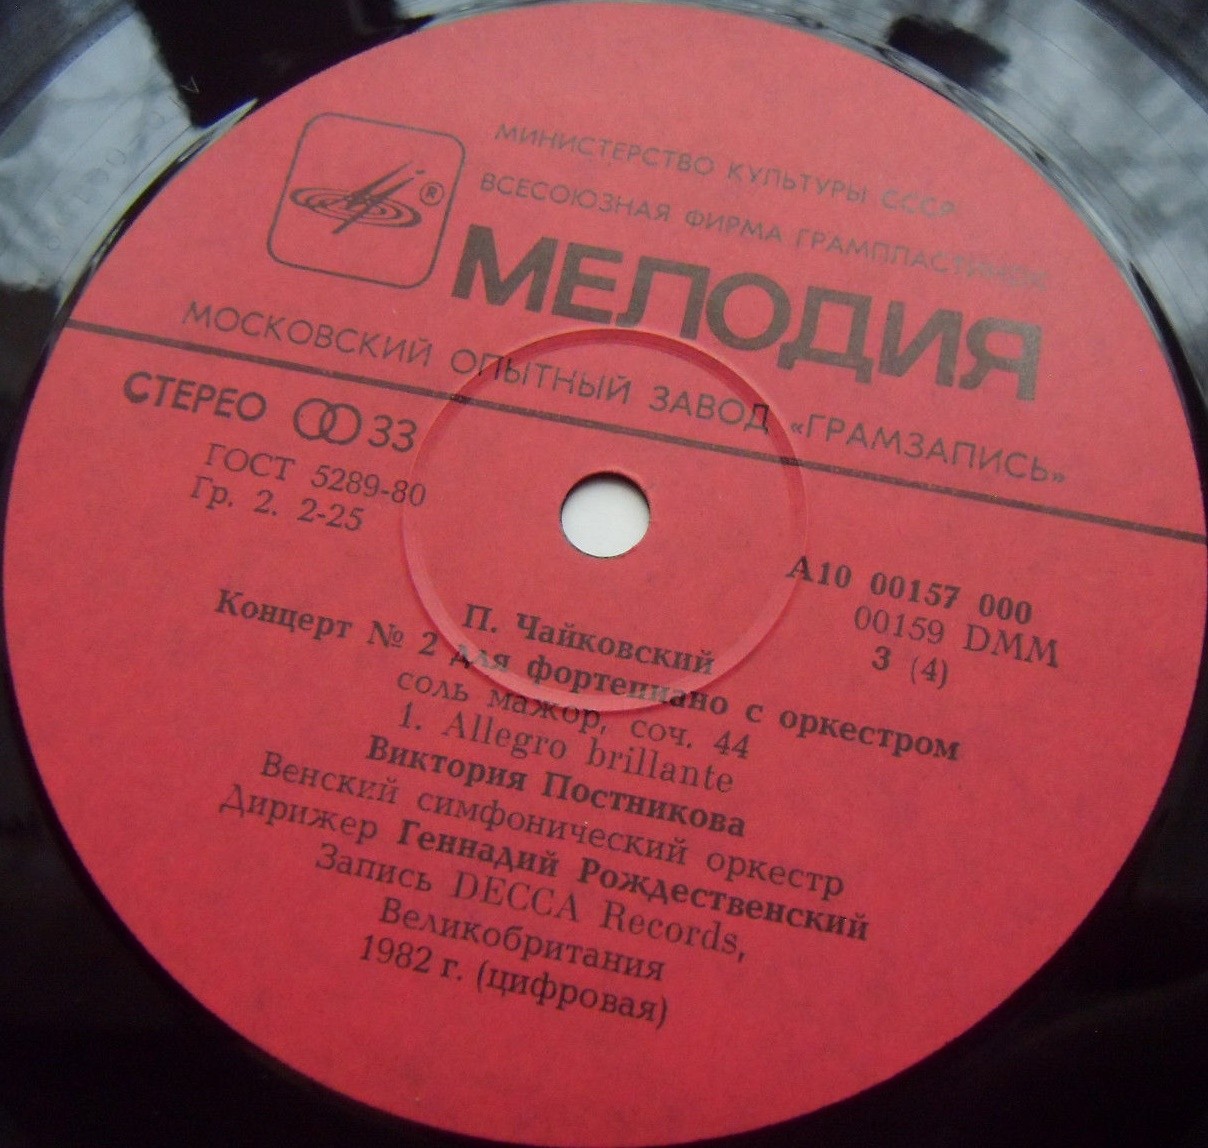 ®
МИНИСТЕРСТВО КУЛЬТУРЫ СССР
ВСЕСОЮЗНАЯ ФИРМА ГРАМПЛАСТИНОК
МЕЛОДИЯ
МОСКОВСКИЙ ОПЫТНЫЙ ЗАВОД «ГРАМЗАПИСЬ»
СТЕРЕО 33
ГОСТ 5289-80
Гр. 2. 2-25
А10 00157 000
00159 DMM
3 (4)
П. Чайковский
Концерт № 2 для фортепиано с оркестром
соль мажор, соч. 44
1. Allegro brillante
Виктория Постникова
Венский симфонический оркестр
Дирижер Геннадий Рождественский
Запись DECCA Records,
Великобритания
1982 г. (цифровая)